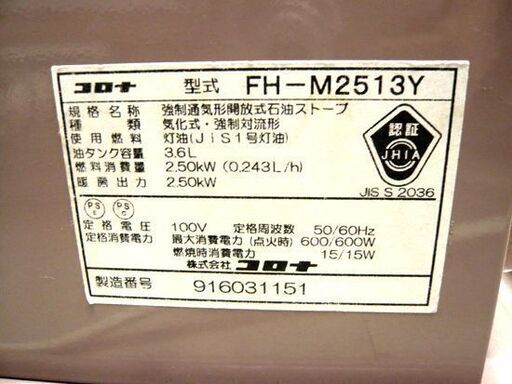 コロナ 型式 FH-M2513Y
規格名称 強制通気形開放式石油ストーブ
種類 気化式・強制対流形
使用燃料 灯油(JIS1号灯油)
油タンク容量 3.6L
燃料消費量 2.50kW (0.243L/h)
暖房出力 2.50kW
認証
JHIA
JIS S 2036
PS E PS C
定格電圧 100V 定格周波数 50/60Hz
定格消費電力 最大消費電力(点火時) 600/600W
燃焼時消費電力 15/15W
株式会社コロナ
製造番号 916031151